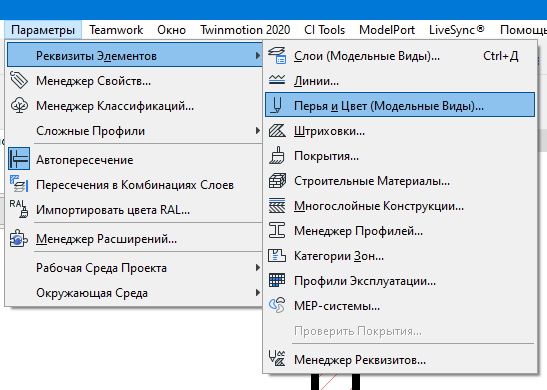 Параметры Teamwork Окно Twinmotion 2020 CI Tools ModelPort LiveSync® Помощь
Реквизиты Элементов
Менеджер Свойств...
Менеджер Классификаций...
Сложные Профили
Автопересечение
Пересечения в Комбинациях Слоев
RAL Импортировать цвета RAL...
Менеджер Расширений...
Рабочая Среда Проекта
Окружающая Среда
Слои (Модельные Виды)... Ctrl+Д
Линии...
Перья и Цвет (Модельные Виды)...
Штриховки...
Покрытия...
Строительные Материалы...
Многослойные Конструкции...
Менеджер Профилей...
Категории Зон...
Профили Эксплуатации...
МЕР-системы...
Проверить Покрытия...
Менеджер Реквизитов...